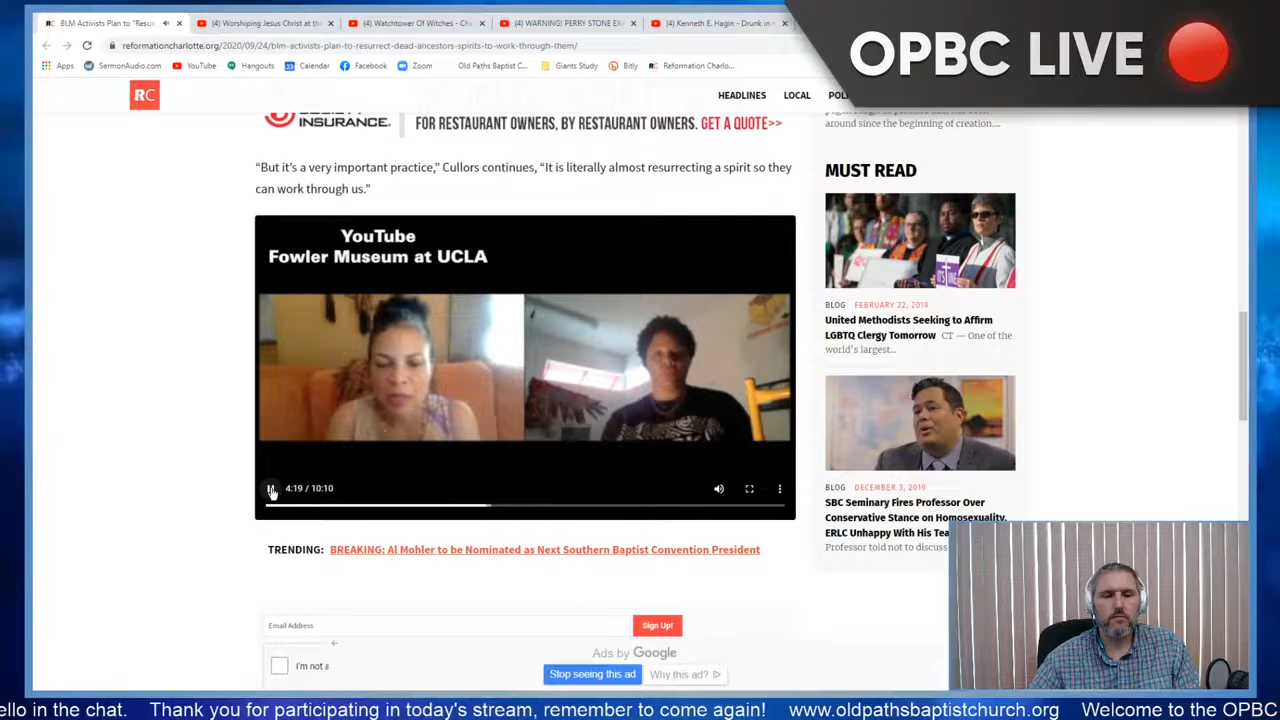 BLM Activists Plan to "Resu
(4) Worshiping Jesus Christ at the
(4) Watchtower Of Witches - Ch
(4) WARNING! PERRY STONE EX
(4) Kenneth E. Hagin - Drunk in t
OPBC LIVE
reformationcharlotte.org/2020/09/24/blm-activists-plan-to-resurrect-dead-ancestors-spirits-to-work-through-them/
Apps SermonAudio.com YouTube Hangouts 23 Calendar Facebook Zoom Old Paths Baptist C... Giants Study Bitly Reformation Charlo...
RC
HEADLINES LOCAL
INSURANCE.
FOR RESTAURANT OWNERS, BY RESTAURANT OWNERS. GET A QUOTE>>
around since the beginning of creation....
“But it’s a very important practice,” Cullors continues, “It is literally almost resurrecting a spirit so they
can work through us.”
MUST READ
YouTube
Fowler Museum at UCLA
4:19 / 10:10
BLOG FEBRUARY 22, 2019
United Methodists Seeking to Affirm
LGBTQ Clergy Tomorrow CT — One of the
world’s largest...
BLOG DECEMBER 3, 2019
SBC Seminary Fires Professor Over
Conservative Stance on Homosexuality,
ERLC Unhappy With His Tea
Professor told not to discuss
TRENDING: BREAKING: Al Mohler to be Nominated as Next Southern Baptist Convention President
Email Address
Sign Up!
I'm not a
Ads by Google
Stop seeing this ad
Why this ad?
ello in the chat. Thank you for participating in today's stream, remember to come again! www.oldpathsbaptistchurch.org Welcome to the OPBC